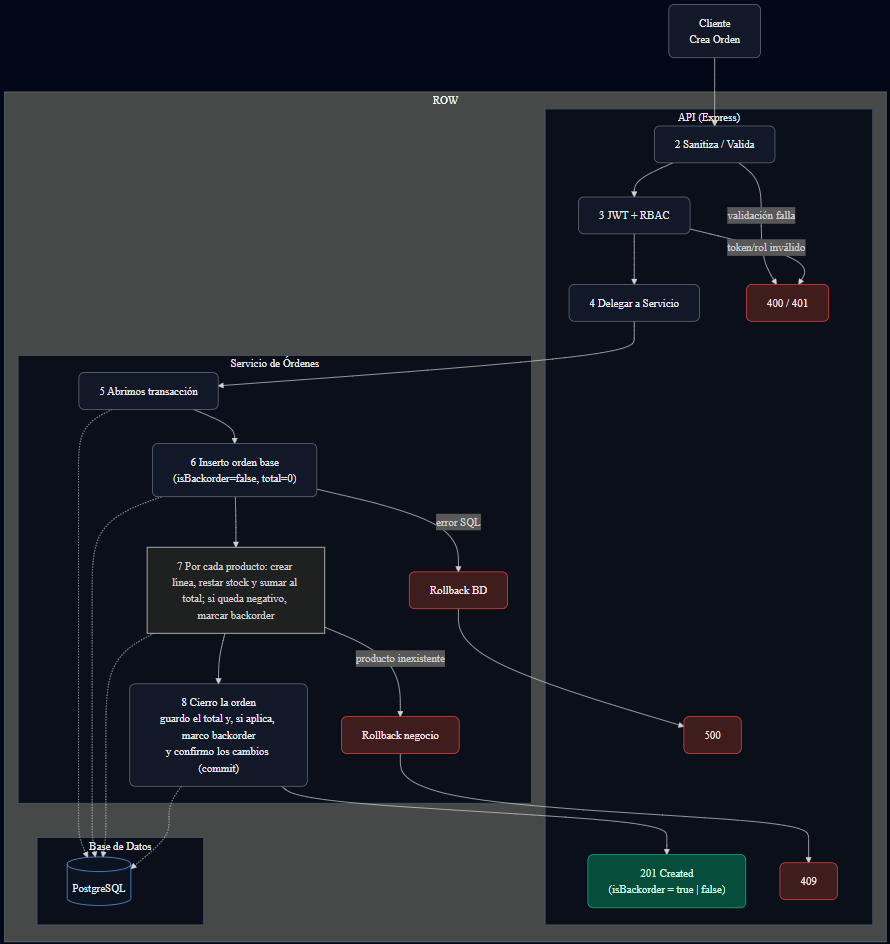 Cliente
Crea Orden
ROW
API (Express)
2 Sanitiza / Valida
3 JWT + RBAC
validación falla
token/rol inválido
4 Delegar a Servicio
400 / 401
Servicio de Órdenes
5 Abrimos transacción
6 Inserto orden base
(isBackorder=false, total=0)
error SQL
7 Por cada producto: crear
línea, restar stock y sumar al
total; si queda negativo,
marcar backorder
Rollback BD
producto inexistente
8 Cierro la orden
guardo el total y, si aplica,
marco backorder
y confirmo los cambios
(commit)
Rollback negocio
500
Base de Datos
PostgreSQL
201 Created
(isBackorder = true | false)
409